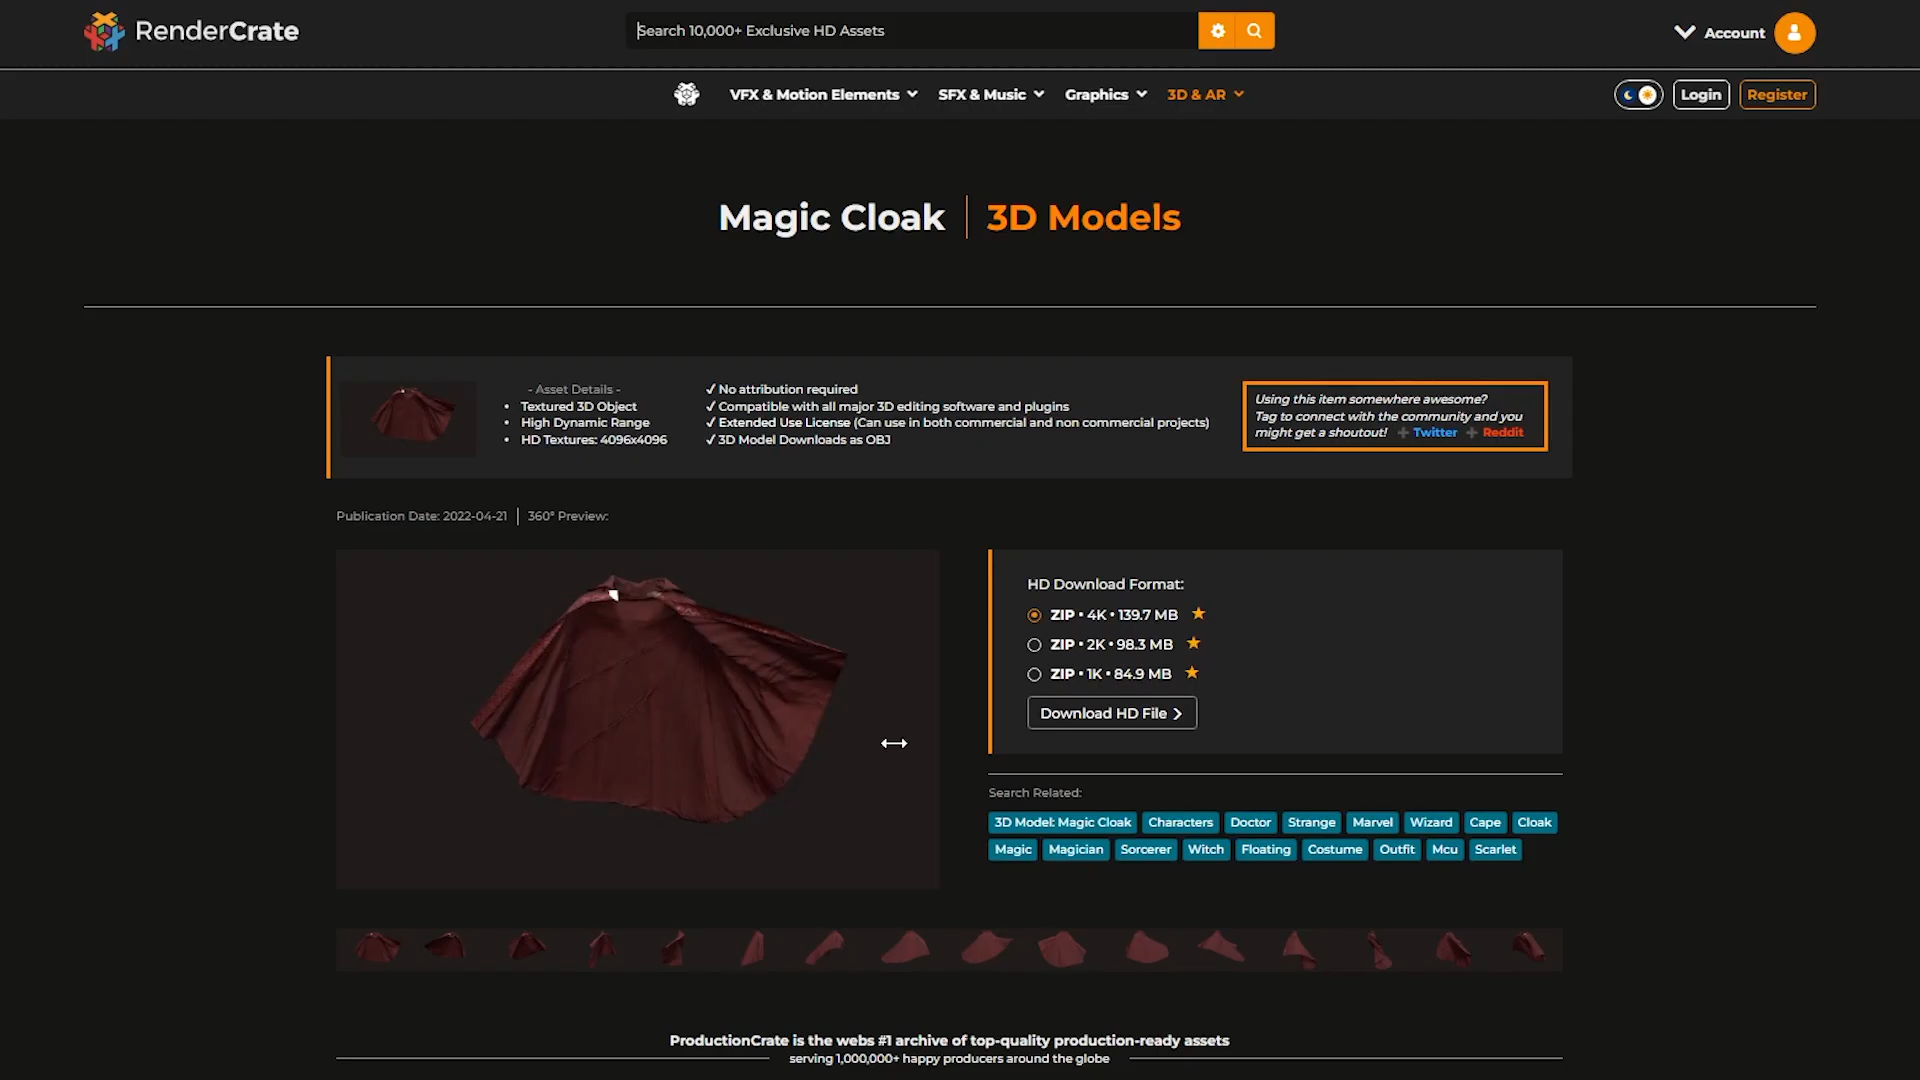 RenderCrate
Search 10,000+ Exclusive HD Assets
Account
VFX & Motion Elements
SFX & Music
Graphics
3D & AR
Login
Register
Magic Cloak | 3D Models
- Asset Details -
• Textured 3D Object
• High Dynamic Range
• HD Textures: 4096x4096
✓ No attribution required
✓ Compatible with all major 3D editing software and plugins
✓ Extended Use License (Can use in both commercial and non commercial projects)
✓ 3D Model Downloads as OBJ
Using this item somewhere awesome?
Tag to connect with the community and you
might get a shoutout! + Twitter + Reddit
Publication Date: 2022-04-21 | 360° Preview:
HD Download Format:
ZIP • 4K • 139.7 MB ★
ZIP • 2K • 98.3 MB ★
ZIP • 1K • 84.9 MB ★
Download HD File
Search Related:
3D Model: Magic Cloak Characters Doctor Strange Marvel Wizard Cape Cloak
Magic Magician Sorcerer Witch Floating Costume Outfit Mcu Scarlet
ProductionCrate is the webs #1 archive of top-quality production-ready assets
serving 1,000,000+ happy producers around the globe